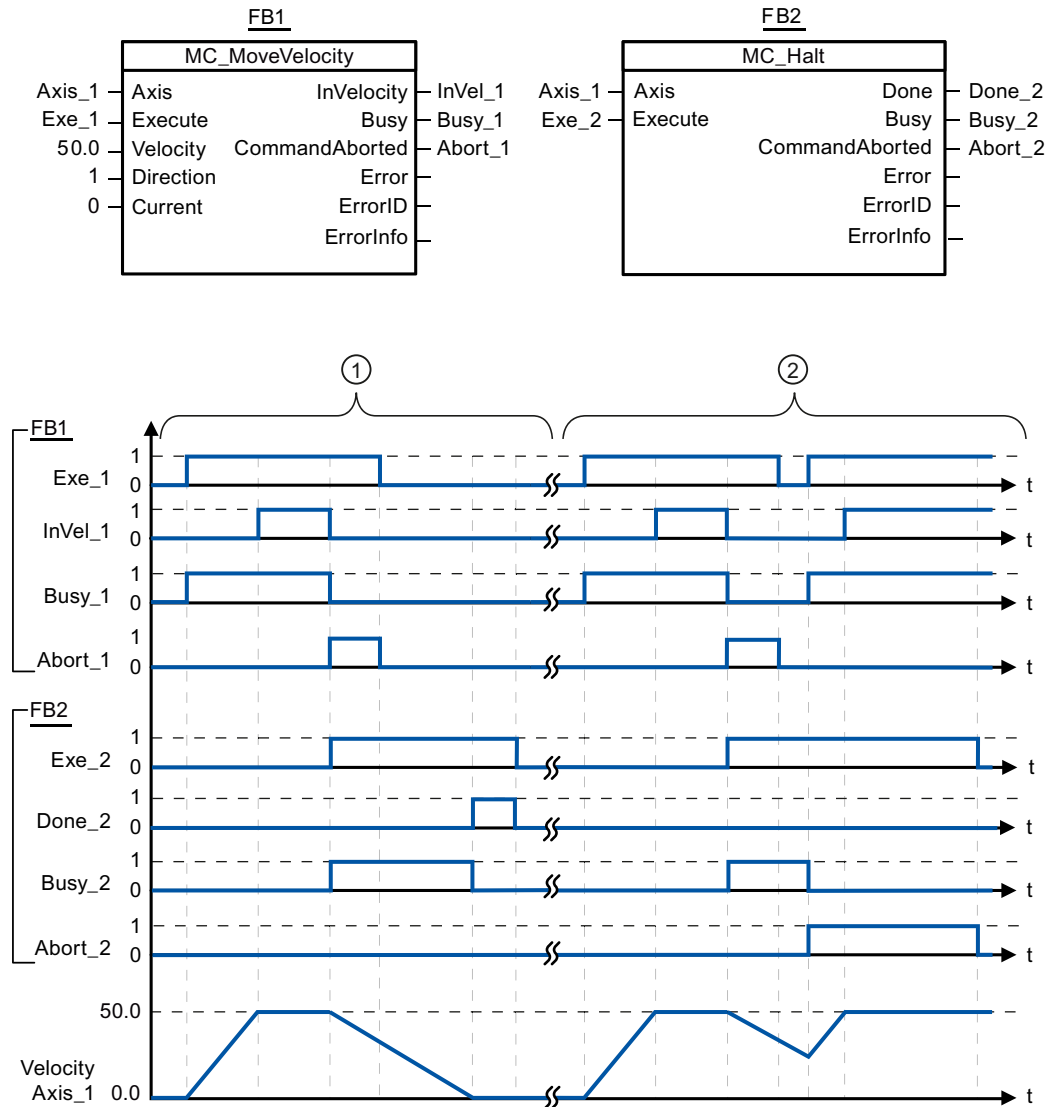 FB1 FB2
MC_MoveVelocity MC_Halt
Axis_1 Axis InVelocity InVel_1 Axis_1 Axis Done Done_2
Exe_1 Execute Busy Busy_1 Exe_2 Execute Busy Busy_2
50.0 Velocity CommandAborted Abort_1 CommandAborted Abort_2
1 Direction Error Error
0 Current ErrorID ErrorID
ErrorInfo ErrorInfo
1 2
FB1
1
Exe_1 0 t
1
InVel_1 0 t
1
Busy_1 0 t
1
Abort_1 0 t
FB2
1
Exe_2 0 t
1
Done_2 0 t
1
Busy_2 0 t
1
Abort_2 0 t
50.0
Velocity
Axis_1 0.0 t